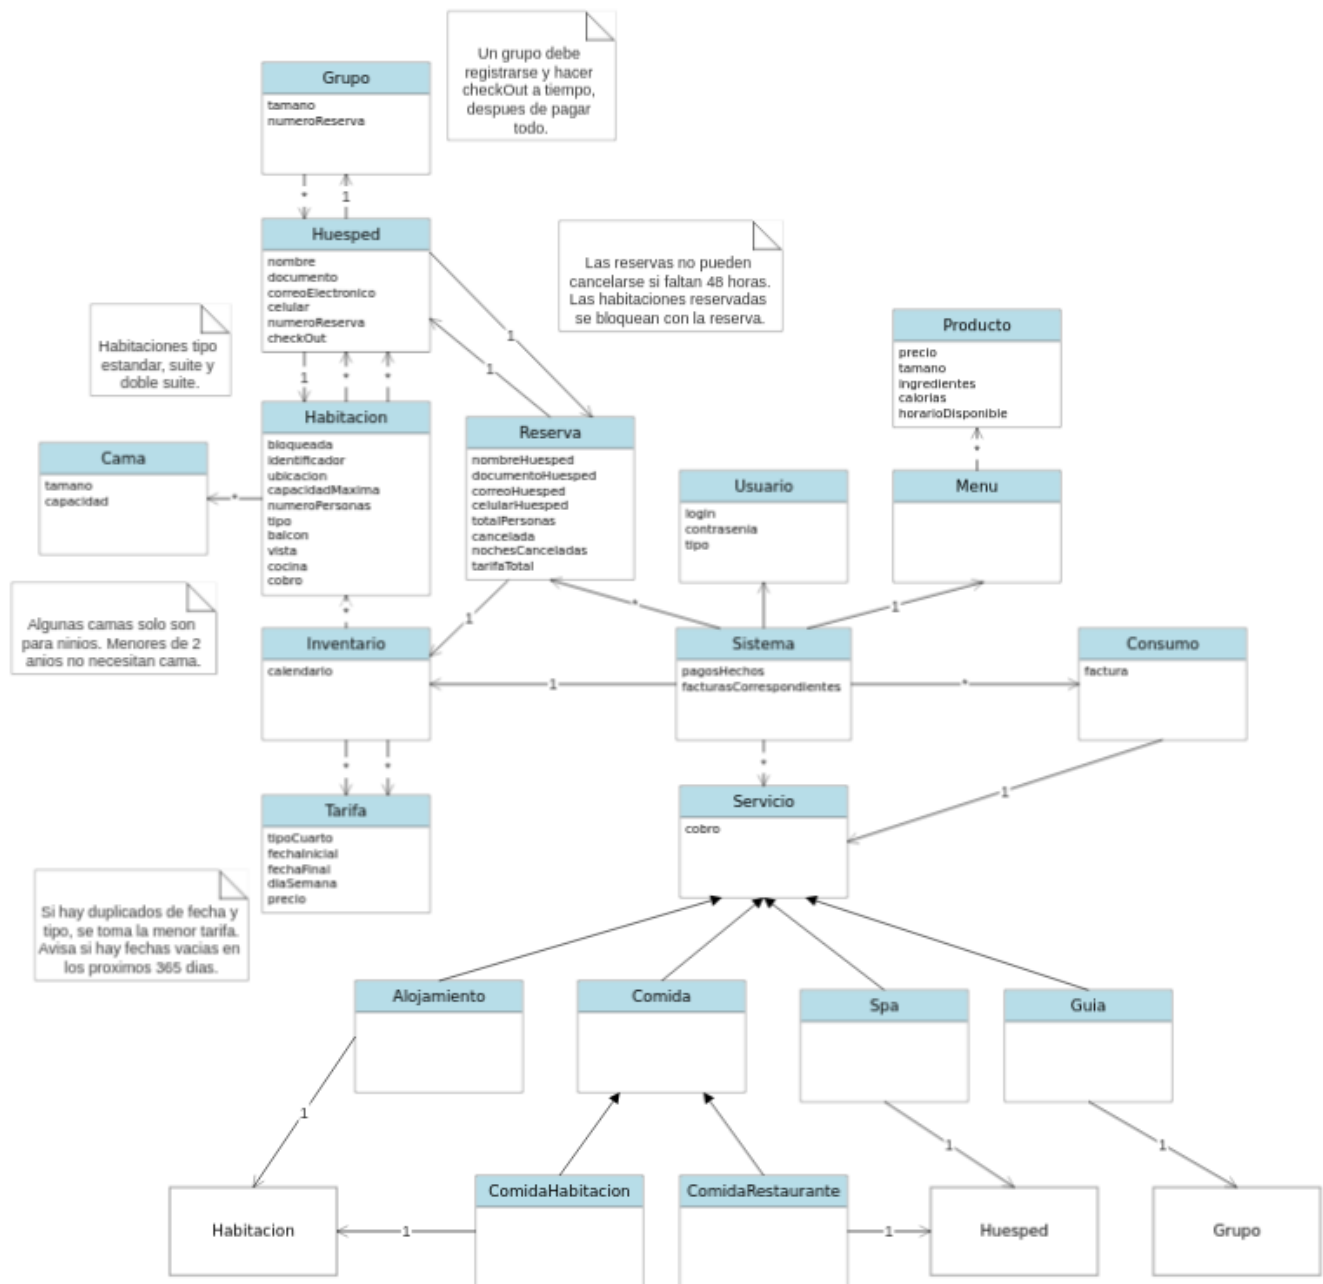 Un grupo debe
registrarse y hacer
checkOut a tiempo,
despues de pagar
todo.
Grupo
tamano
numeroReserva
*
1
Huesped
nombre
documento
correoElectronico
celular
numeroReserva
checkOut
Las reservas no pueden
cancelarse si faltan 48 horas.
Las habitaciones reservadas
se bloquean con la reserva.
Habitaciones tipo
estandar, suite y
doble suite.
1
1
1
*
*
Producto
precio
tamano
ingredientes
calorias
horarioDisponible
Habitacion
bloqueada
identificador
ubicacion
capacidadMaxima
numeroPersonas
tipo
balcon
vista
cocina
cobro
Reserva
nombreHuesped
documentoHuesped
correoHuesped
celularHuesped
totalPersonas
cancelada
nochesCanceladas
tarifaTotal
Cama
tamano
capacidad
*
*
Usuario
login
contrasenia
tipo
Menu
Algunas camas solo son
para ninios. Menores de 2
anios no necesitan cama.
*
1
*
1
Inventario
calendario
1
Sistema
pagosHechos
facturasCorrespondientes
*
Consumo
factura
*
*
*
1
Tarifa
tipoCuarto
fechaInicial
fechaFinal
diaSemana
precio
Servicio
cobro
Si hay duplicados de fecha y
tipo, se toma la menor tarifa.
Avisa si hay fechas vacias en
los proximos 365 dias.
Alojamiento
Comida
Spa
Guia
1
1
1
ComidaHabitacion
ComidaRestaurante
Habitacion
1
1
Huesped
Grupo